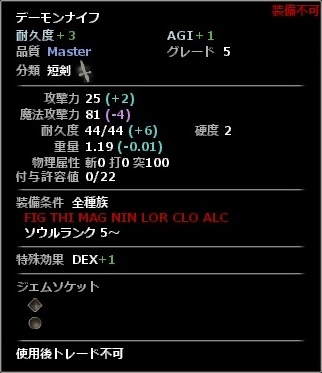 装備不可
デーモンナイフ
耐久度+3 AGI+1
品質 Master グレード 5
分類 短剣
攻撃力 25 (+2)
魔法攻撃力 81 (-4)
耐久度 44/44 (+6) 硬度 2
重量 1.19 (-0.01)
物理属性 斬0 打0 突100
付与許容値 0/22
装備条件 全種族
FIG THI MAG NIN LOR CLO ALC
ソウルランク 5～
特殊効果 DEX+1
ジェムソケット
使用後トレード不可